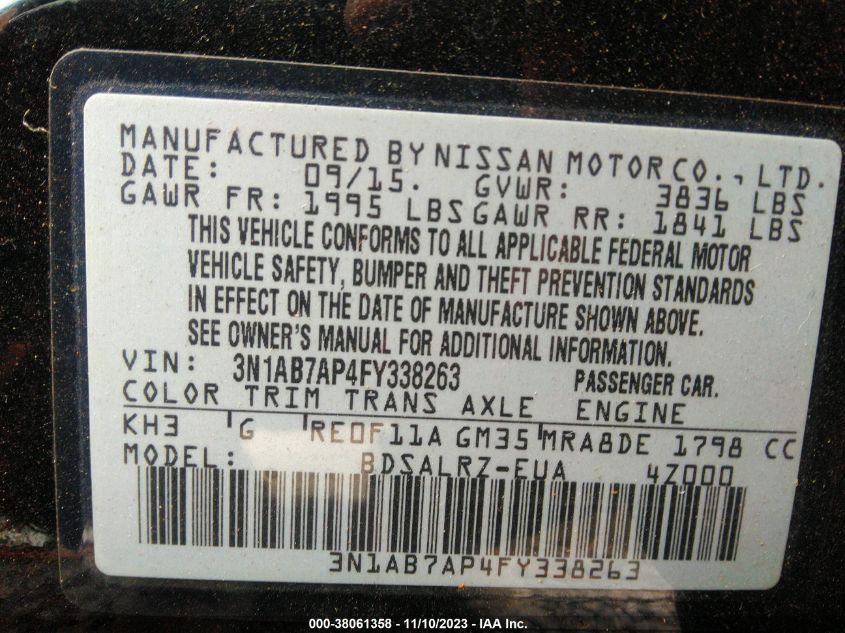 MANUFACTURED BY NISSAN MOTOR CO., LTD.
DATE: 09/15. GVWR: 3836 LBS
GAWR FR: 1995 LBS GAWR RR: 1841 LBS
THIS VEHICLE CONFORMS TO ALL APPLICABLE FEDERAL MOTOR
VEHICLE SAFETY, BUMPER AND THEFT PREVENTION STANDARDS
IN EFFECT ON THE DATE OF MANUFACTURE SHOWN ABOVE.
SEE OWNER'S MANUAL FOR ADDITIONAL INFORMATION.
VIN: 3N1AB7AP4FY338263 PASSENGER CAR.
COLOR TRIM TRANS AXLE ENGINE
KH3 G RE0F11A GM35 MRA8DE 1798 CC
MODEL: BDSALRZ-EUA 4Z000
3N1AB7AP4FY338263
000-38061358 - 11/10/2023 - IAA Inc.